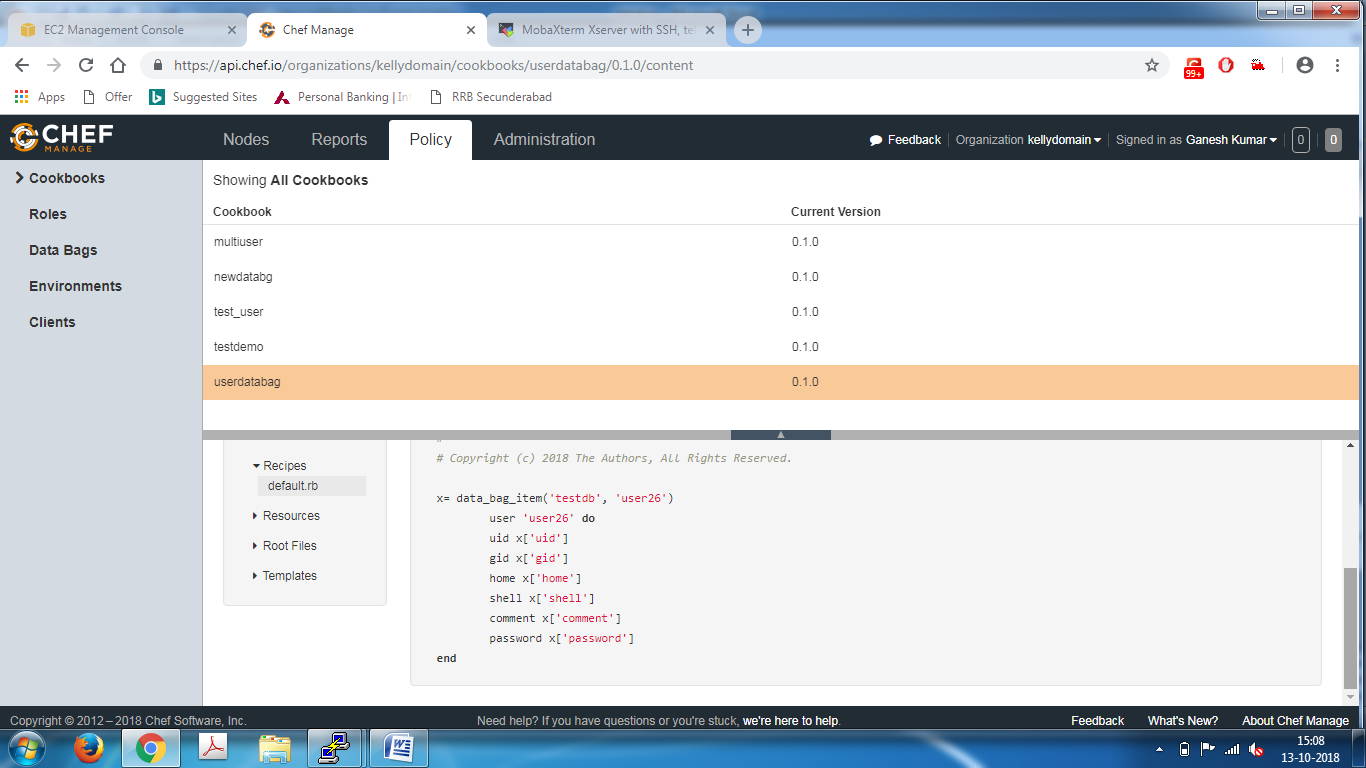 EC2 Management Console
Chef Manage
MobaXterm Xserver with SSH, te
https://api.chef.io/organizations/kellydomain/cookbooks/userdatabag/0.1.0/content
99+
Apps Offer Suggested Sites Personal Banking | In RRB Secunderabad
CHEF
MANAGE
Nodes Reports Policy Administration
Feedback Organization kellydomain Signed in as Ganesh Kumar 0 0
Cookbooks
Roles
Data Bags
Environments
Clients
Showing All Cookbooks
Cookbook Current Version
multiuser 0.1.0
newdatabg 0.1.0
test_user 0.1.0
testdemo 0.1.0
userdatabag 0.1.0
Recipes
default.rb
Resources
Root Files
Templates
# Copyright (c) 2018 The Authors, All Rights Reserved.
x= data_bag_item('testdb', 'user26')
user 'user26' do
uid x['uid']
gid x['gid']
home x['home']
shell x['shell']
comment x['comment']
password x['password']
end
Copyright © 2012 – 2018 Chef Software, Inc. Need help? If you have questions or you're stuck, we're here to help. Feedback What's New? About Chef Manage
15:08
13-10-2018